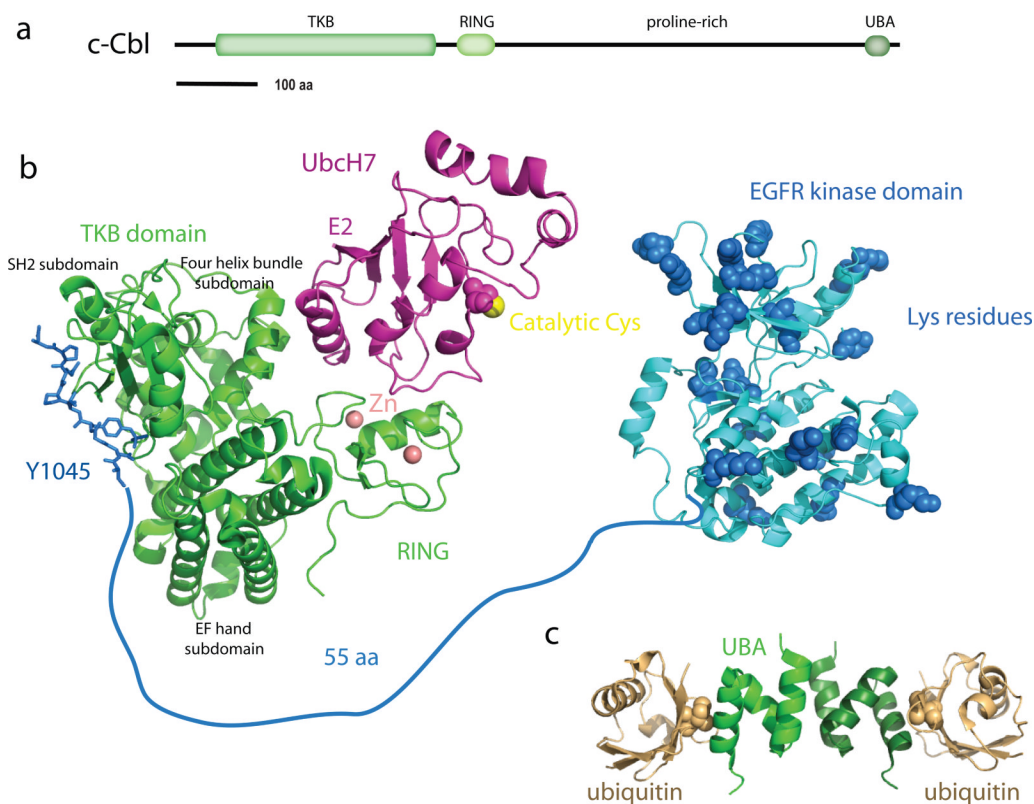 a
c-Cbl
TKB
RING
proline-rich
UBA
100 aa
b
UbcH7
EGFR kinase domain
TKB domain
E2
SH2 subdomain
Four helix bundle
subdomain
Catalytic Cys
Lys residues
Zn
Y1045
RING
EF hand
subdomain
55 aa
c
UBA
ubiquitin
ubiquitin